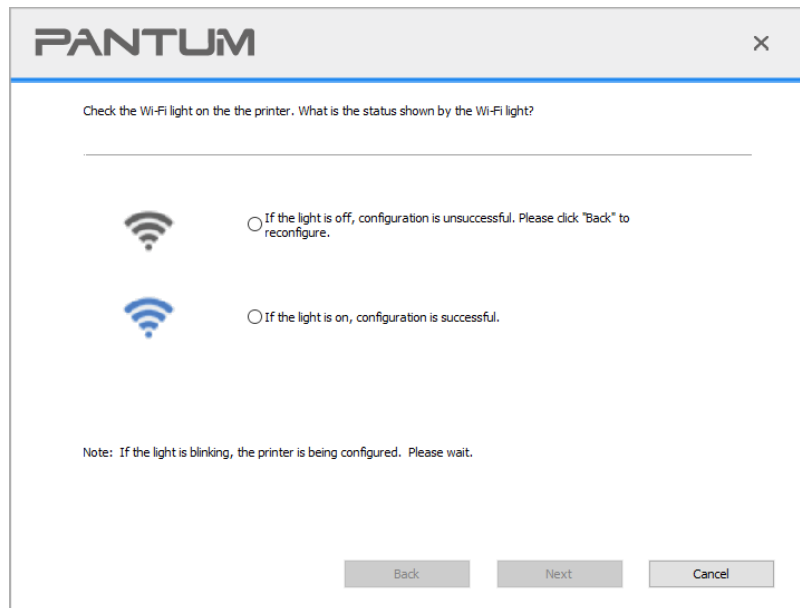 PANTUM
Check the Wi-Fi light on the the printer. What is the status shown by the Wi-Fi light?
If the light is off, configuration is unsuccessful. Please click "Back" to
reconfigure.
If the light is on, configuration is successful.
Note: If the light is blinking, the printer is being configured. Please wait.
Back
Next
Cancel